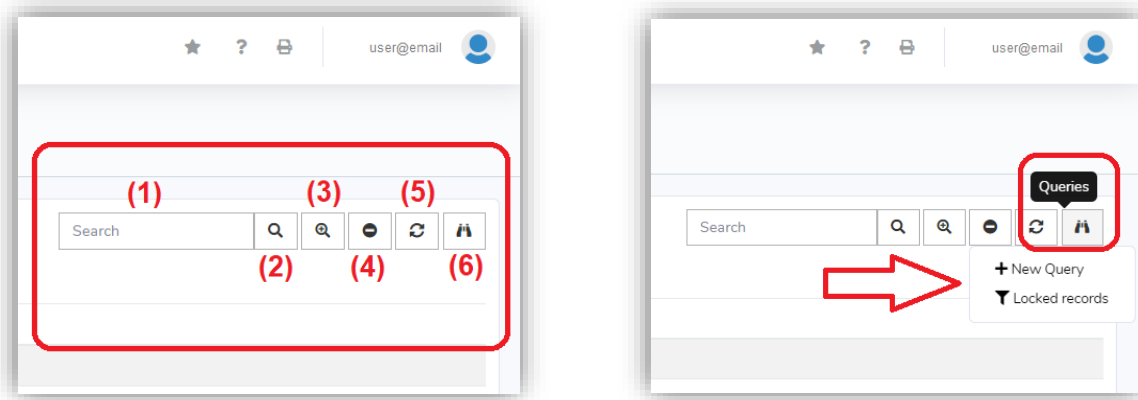 ? user@email
(1) (3) (5)
Search
(2) (4) (6)
? user@email
Queries
Search
New Query
Locked records